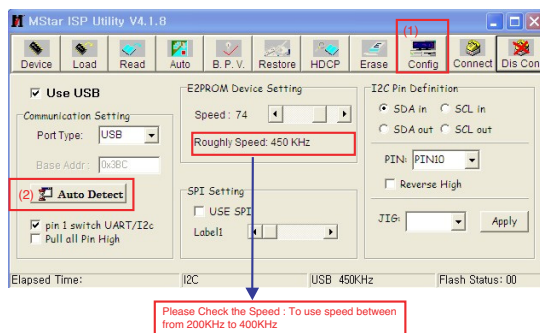 MStar ISP Utility V4.1.8
(1)
Device Load Read Auto B. P. V. Restore HDCP Erase Config Connect Dis Con
Use USB
Communication Setting
Port Type: USB
Base Addr: 0x3BC
(2) Auto Detect
pin 1 switch UART/I2c
Pull all Pin High
E2PROM Device Setting
Speed: 74
Roughly Speed: 450 KHz
SPI Setting
USE SPI
Label1
I2C Pin Definition
SDA in SCL in
SDA out SCL out
PIN: PIN10
Reverse High
JIG: Apply
Elapsed Time: I2C USB 450KHz Flash Status: 00
Please Check the Speed : To use speed between
from 200KHz to 400KHz